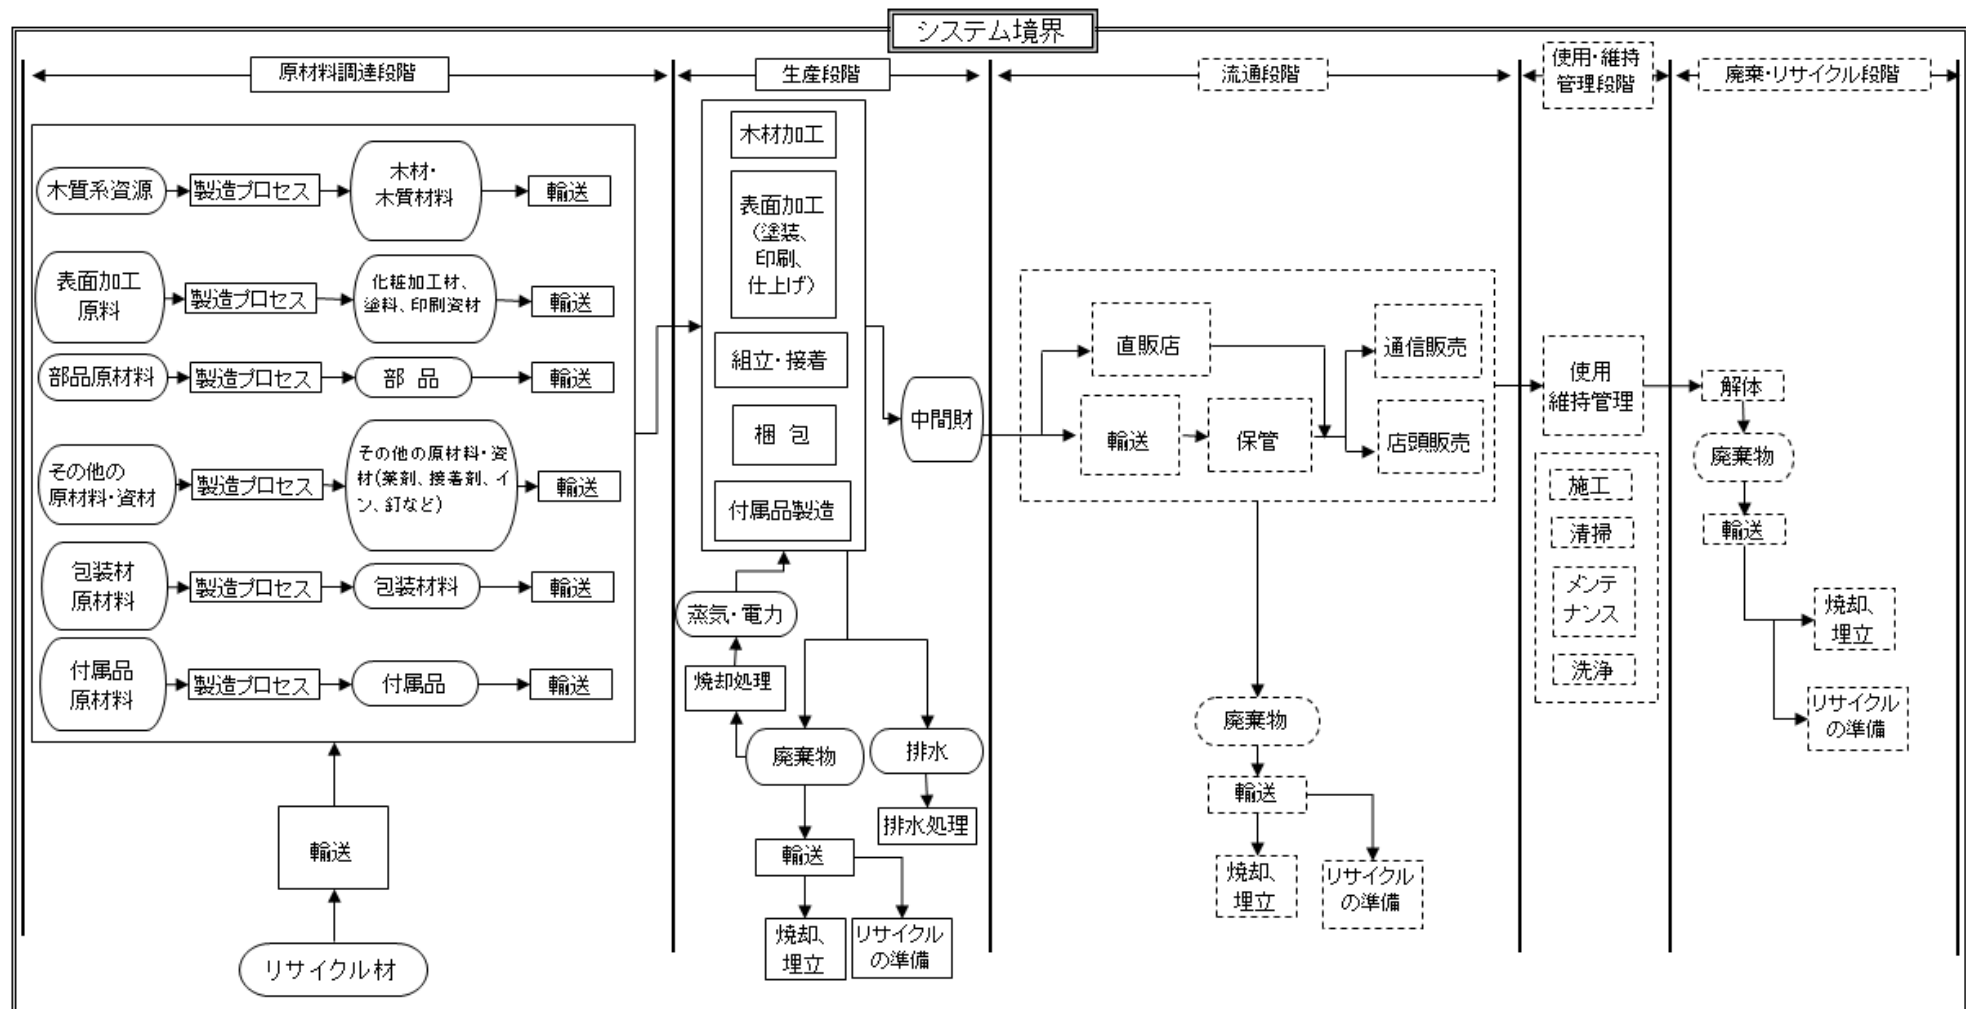 システム境界
原材料調達段階
生産段階
流通段階
使用・維持
管理段階
廃棄・リサイクル段階
木質系資源
製造プロセス
木材・
木質材料
輸送
表面加工
原料
製造プロセス
化粧加工材、
塗料、印刷資材
輸送
部品原材料
製造プロセス
部 品
輸送
その他の
原材料・資材
製造プロセス
その他の原材料・資
材(薬剤、接着剤、イ
ン、釘など)
輸送
包装材
原材料
製造プロセス
包装材料
輸送
付属品
原材料
製造プロセス
付属品
輸送
輸送
リサイクル材
木材加工
表面加工
(塗装、
印刷、
仕上げ)
組立・接着
梱 包
付属品製造
中間財
蒸気・電力
焼却処理
廃棄物
排水
排水処理
輸送
焼却、
埋立
リサイクル
の準備
直販店
輸送
保管
通信販売
店頭販売
廃棄物
輸送
焼却、
埋立
リサイクル
の準備
使用
維持管理
施工
清掃
メンテ
ナンス
洗浄
解体
廃棄物
輸送
焼却、
埋立
リサイクル
の準備